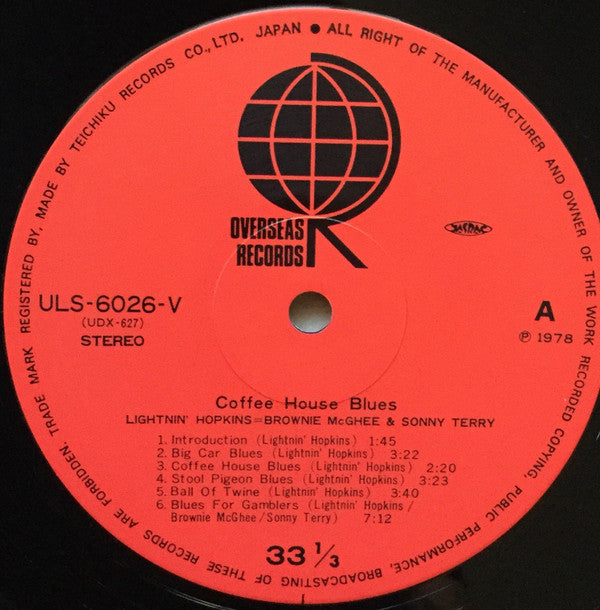 TRADE MARK REGISTERED BY, MADE BY TEICHIKU RECORDS CO., LTD. JAPAN ● ALL RIGHT OF THE MANUFACTURER AND OWNER OF THE WORK RECORDED COPYING, PUBLIC PERFORMANCE, BROADCASTING OF THESE RECORDS ARE FORBIDDEN.
OVERSEAS
RECORDS
JASRAC
ULS-6026-V
(UDX-627)
STEREO
A
℗ 1978
Coffee House Blues
LIGHTNIN' HOPKINS=BROWNIE McGHEE & SONNY TERRY
1. Introduction (Lightnin' Hopkins) 1:45
2. Big Car Blues (Lightnin' Hopkins) 3:22
3. Coffee House Blues (Lightnin' Hopkins) 2:20
4. Stool Pigeon Blues (Lightnin' Hopkins) 3:23
5. Ball Of Twine (Lightnin' Hopkins) 3:40
6. Blues For Gamblers (Lightnin' Hopkins/
Brownie McGhee/Sonny Terry) 7:12
33 1/3